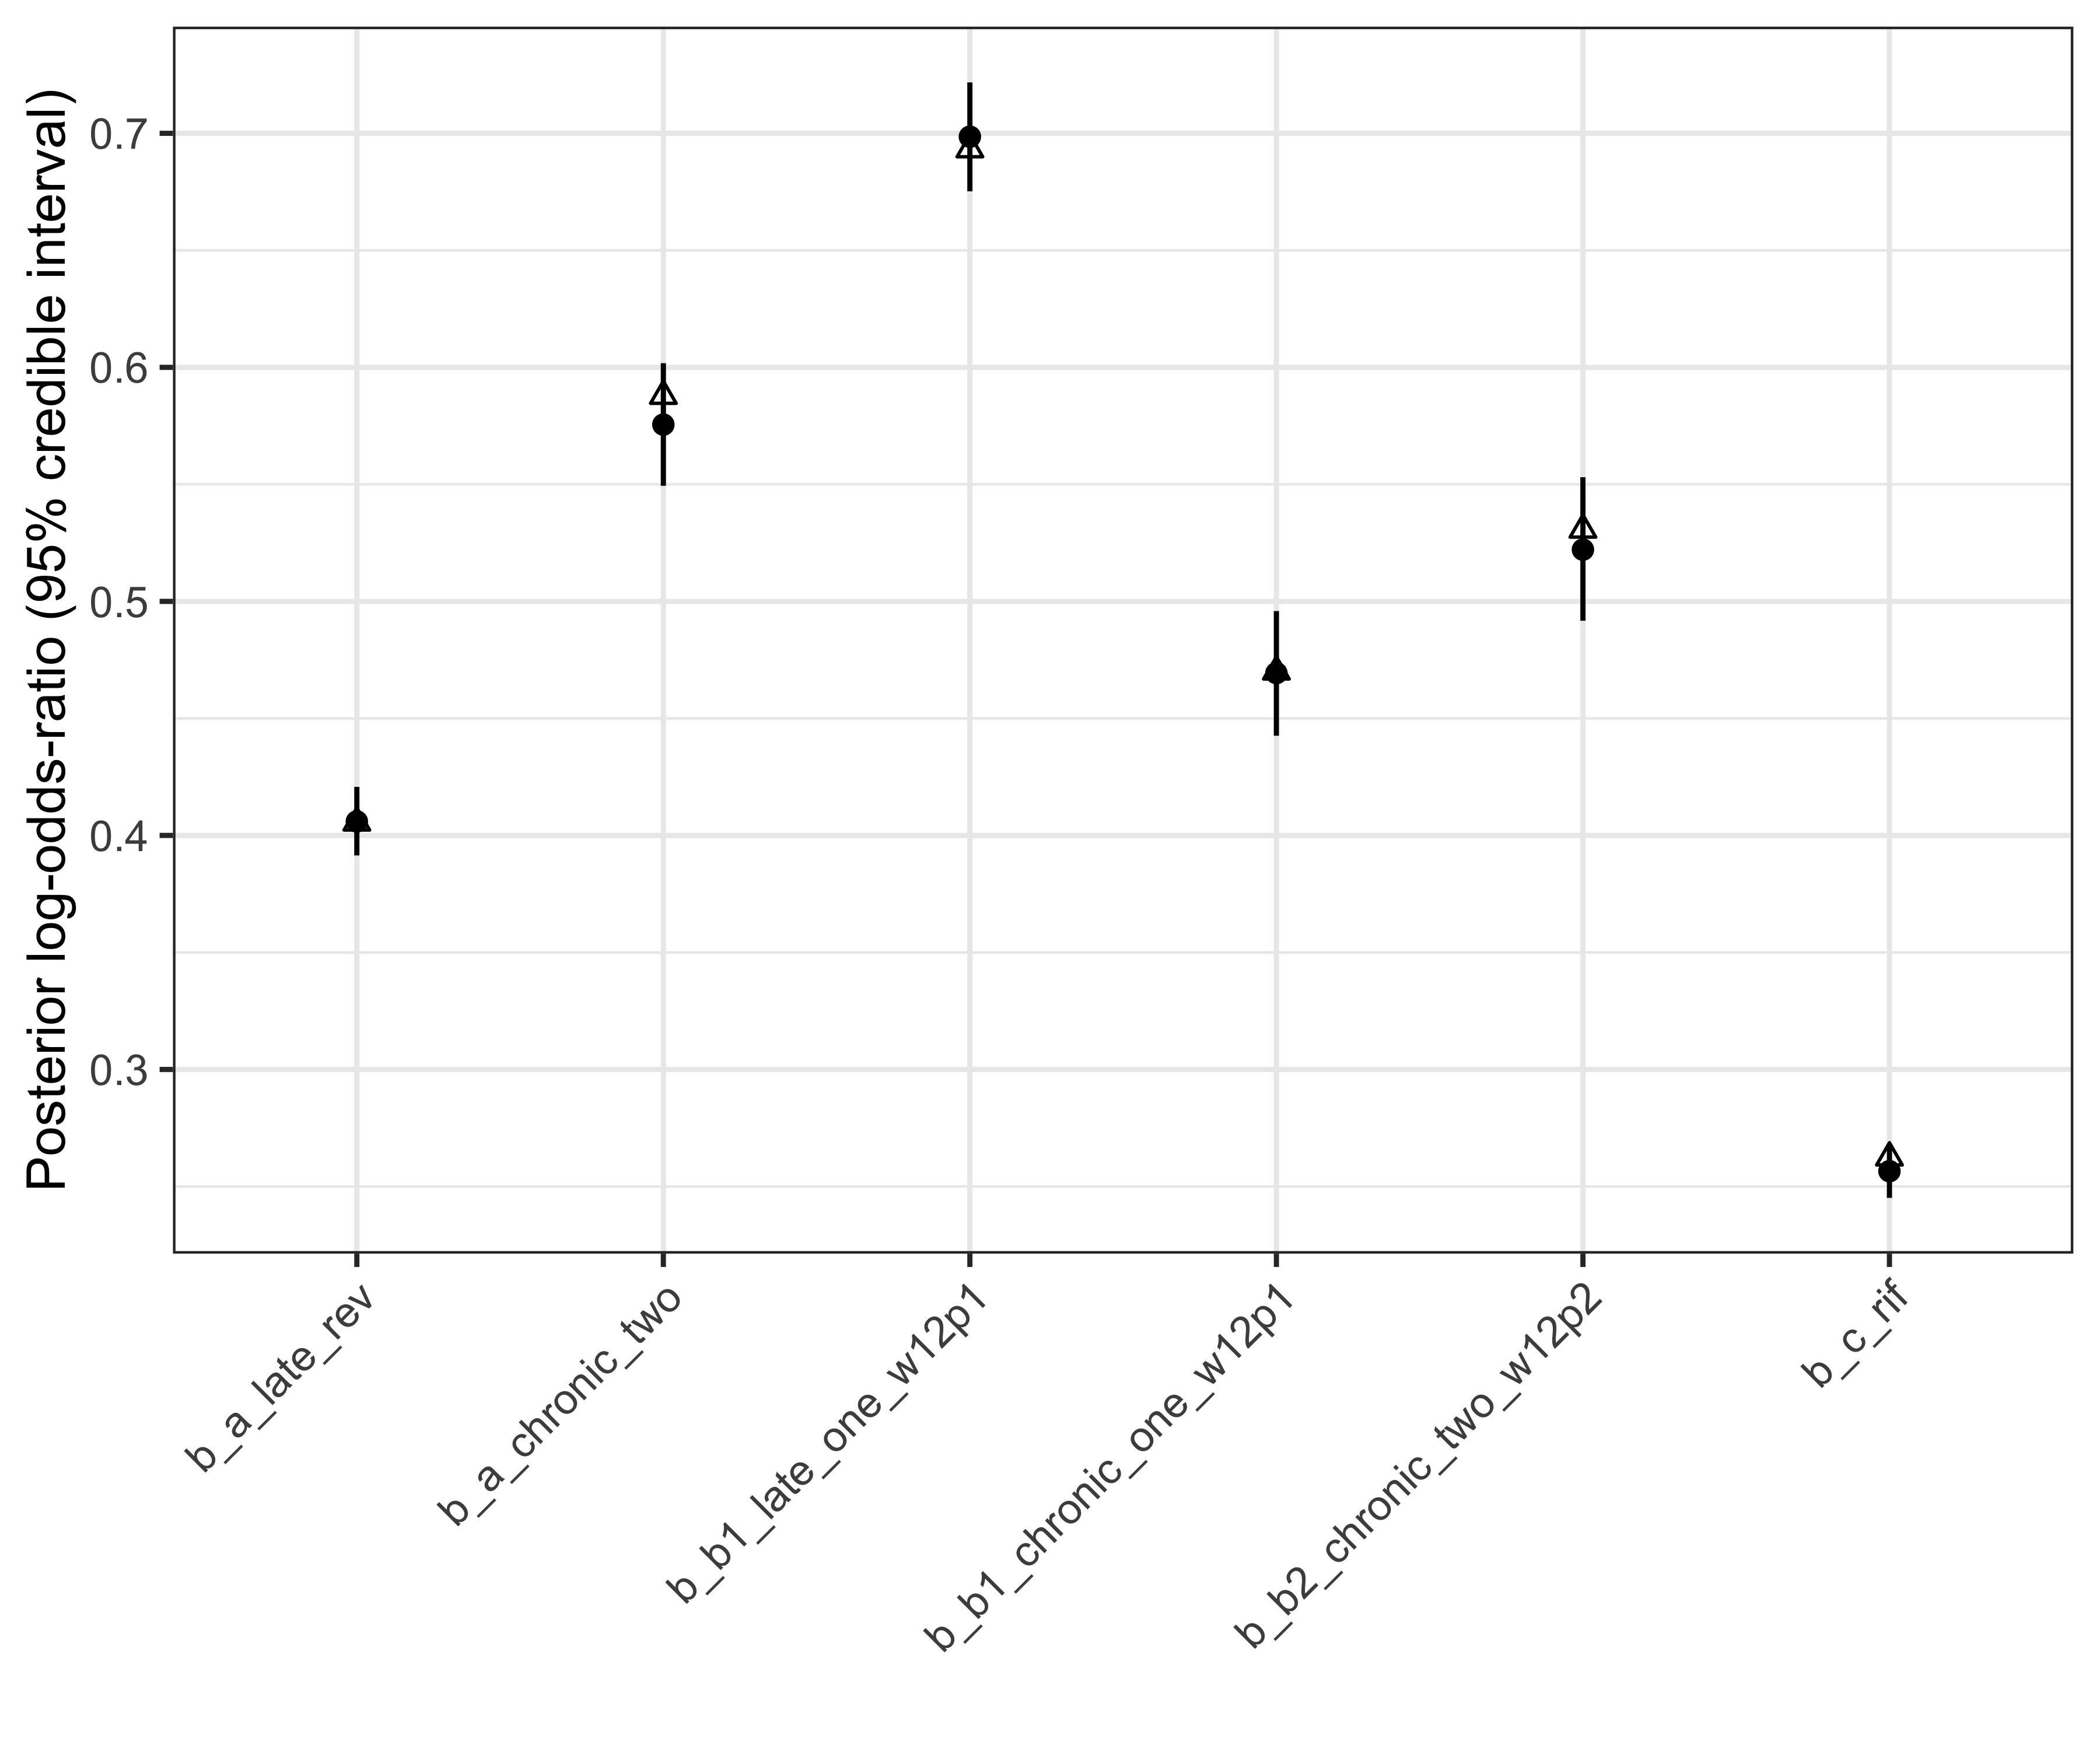 Posterior log-odds-ratio (95% credible interval)
0.7
0.6
0.5
0.4
0.3
b_a_late_rev
b_a_chronic_two
b_b1_late_one_w12p1
b_b1_chronic_one_w12p1
b_b2_chronic_two_w12p2
b_c_rif